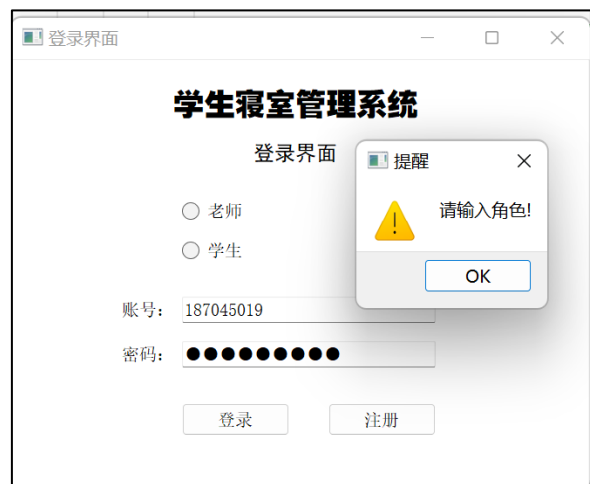 登录界面
学生寝室管理系统
登录界面
提醒
请输入角色!
OK
老师
学生
账号: 187045019
密码: ●●●●●●●●●
登录 注册